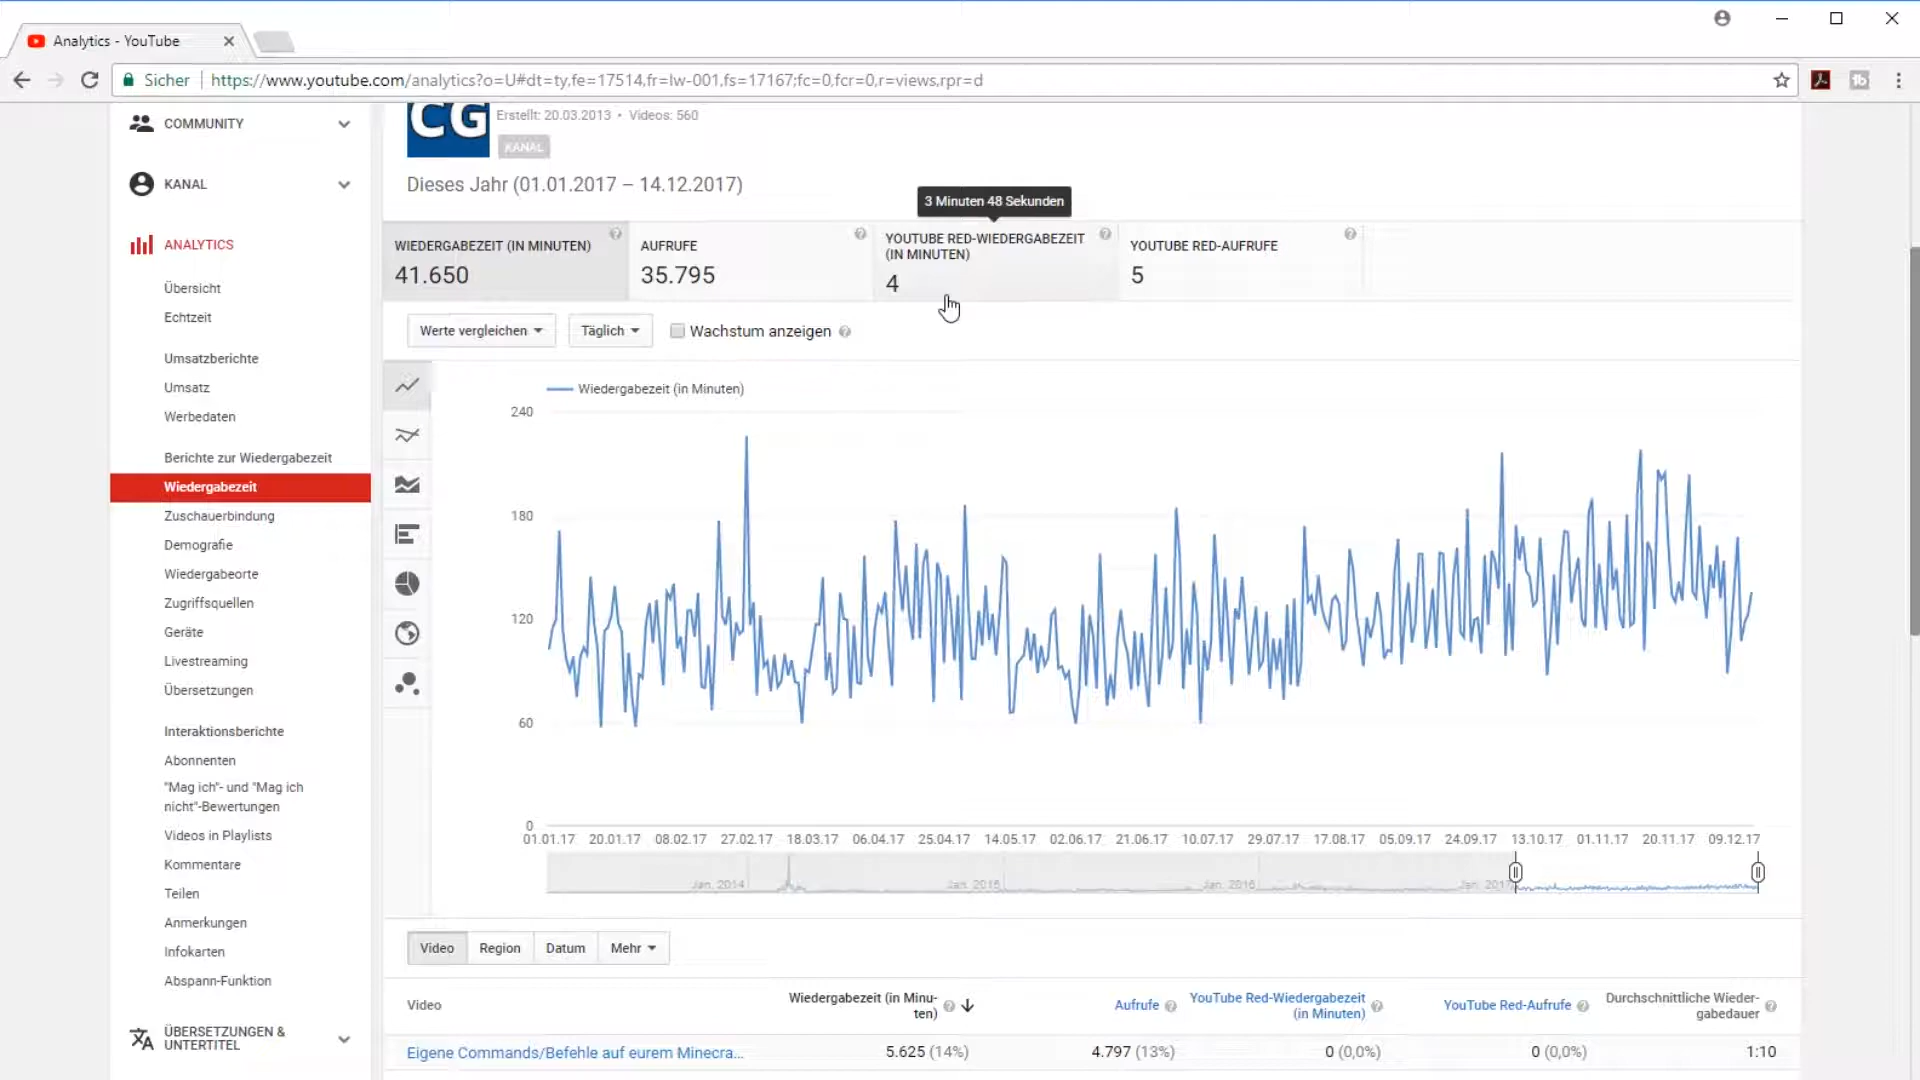 Analytics - YouTube
Sicher
https://www.youtube.com/analytics?o=U#dt=ty,fe=17514,fr=lw-001,fs=17167;fc=0,fcr=0,r=views,rpr=d
COMMUNITY
KANAL
ANALYTICS
Übersicht
Echtzeit
Umsatzberichte
Umsatz
Werbedaten
Berichte zur Wiedergabezeit
Wiedergabezeit
Zuschauerbindung
Demografie
Wiedergabeorte
Zugriffsquellen
Geräte
Livestreaming
Übersetzungen
Interaktionsberichte
Abonnenten
"Mag ich"- und "Mag ich
nicht"-Bewertungen
Videos in Playlists
Kommentare
Teilen
Anmerkungen
Infokarten
Abspann-Funktion
ÜBERSETZUNGEN &
UNTERTITEL
CG
Erstellt: 20.03.2013 • Videos: 560
KANAL
Dieses Jahr (01.01.2017 – 14.12.2017)
3 Minuten 48 Sekunden
WIEDERGABEZEIT (IN MINUTEN)
41.650
AUFRUFE
35.795
YOUTUBE RED-WIEDERGABEZEIT
(IN MINUTEN)
4
YOUTUBE RED-AUFRUFE
5
Werte vergleichen
Täglich
Wachstum anzeigen
Wiedergabezeit (in Minuten)
240
180
120
60
0
01.01.17 20.01.17 08.02.17 27.02.17 18.03.17 06.04.17 25.04.17 14.05.17 02.06.17 21.06.17 10.07.17 29.07.17 17.08.17 05.09.17 24.09.17 13.10.17 01.11.17 20.11.17 09.12.17
Jan. 2014 Jan. 2015 Jan. 2016 Jan. 2017
Video Region Datum Mehr
Video
Wiedergabezeit (in Minu-
ten)
Aufrufe
YouTube Red-Wiedergabezeit
(in Minuten)
YouTube Red-Aufrufe
Durchschnittliche Wieder-
gabedauer
Eigene Commands/Befehle auf eurem Minecra... 5.625 (14%) 4.797 (13%) 0 (0,0%) 0 (0,0%) 1:10